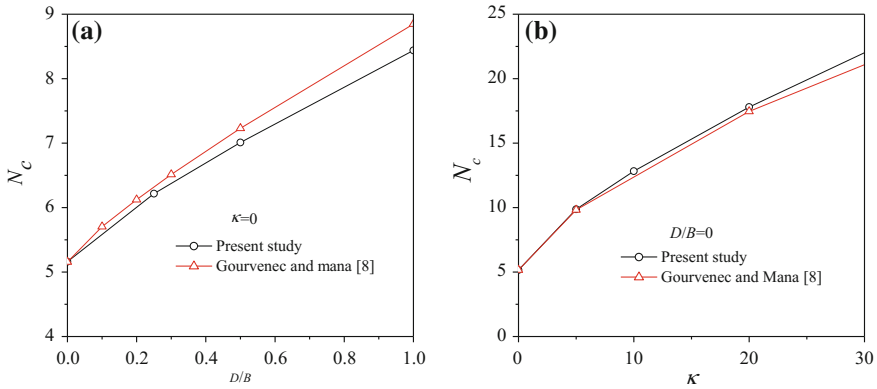 (a)
9
8
7
6
5
4
N_c
0.0 0.2 0.4 0.6 0.8 1.0
D/B
κ=0
Present study
Gourvenec and mana [8]
(b)
25
20
15
10
5
0
N_c
0 10 20 30
κ
D/B=0
Present study
Gourvenec and Mana [8]